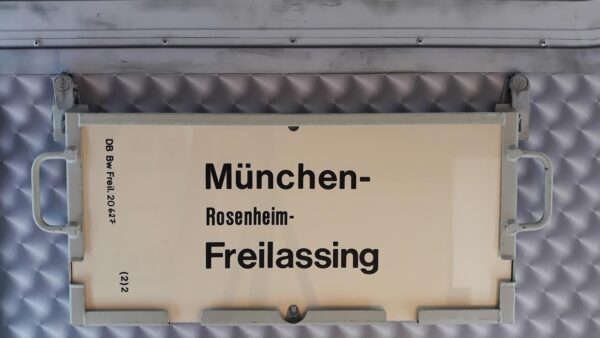 DB Bw Freil. 20 627
(2)2
München-
Rosenheim-
Freilassing